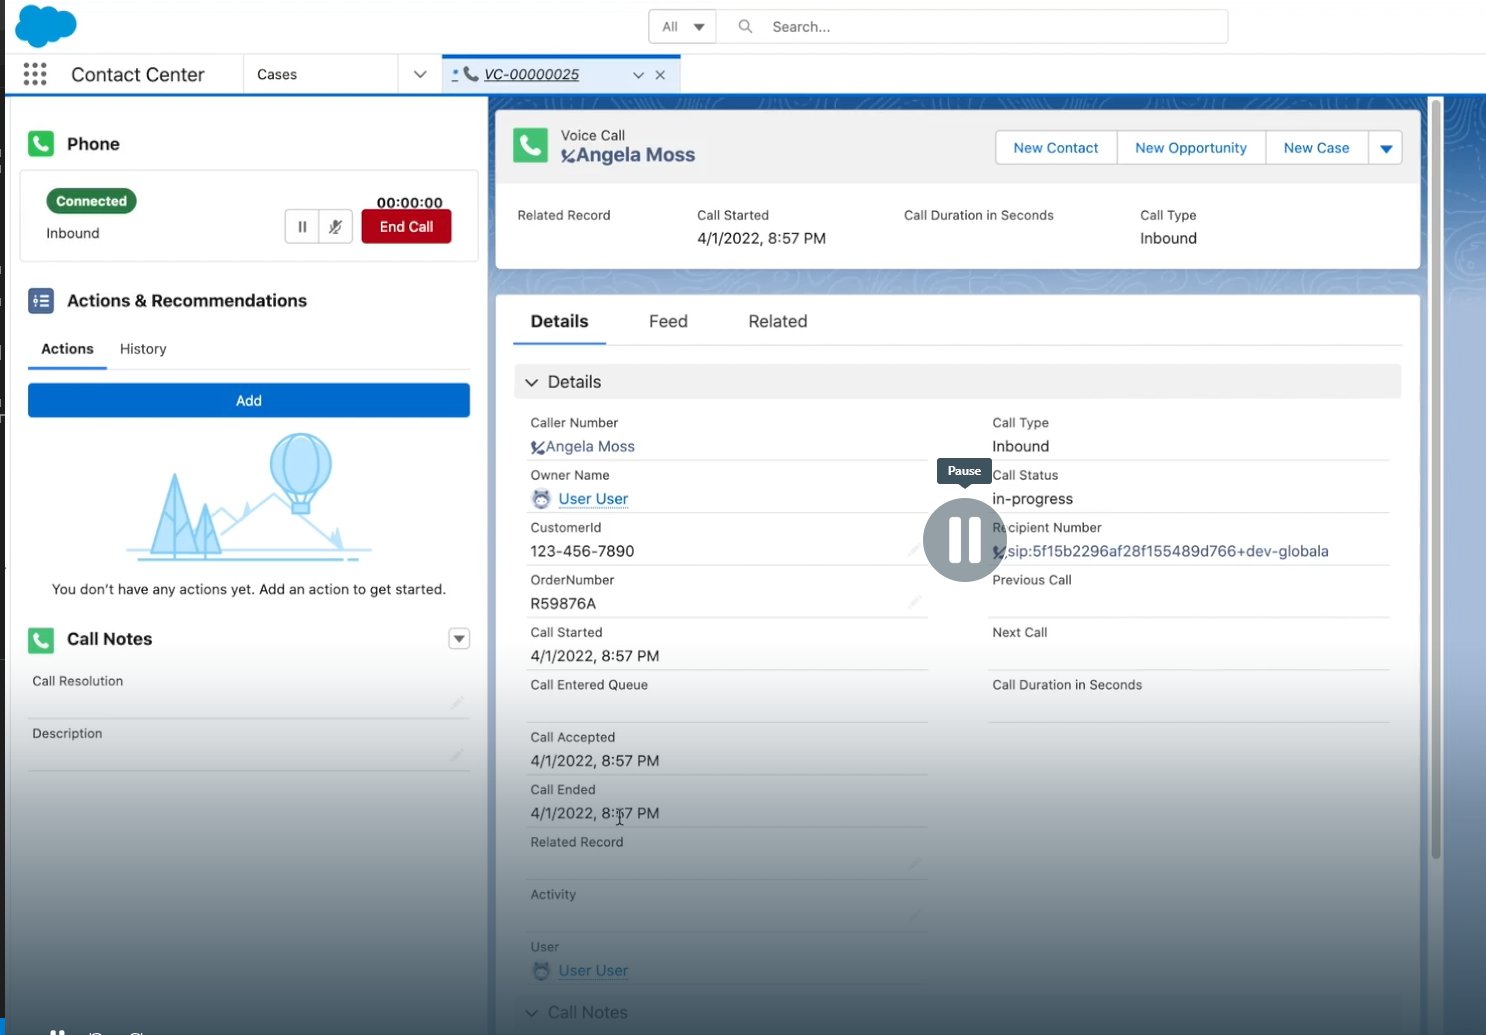 All
Search...
Contact Center
Cases
* VC-00000025
Phone
Connected
Inbound
00:00:00
End Call
Actions & Recommendations
Actions
History
Add
You don't have any actions yet. Add an action to get started.
Call Notes
Call Resolution
Description
Voice Call
Angela Moss
New Contact
New Opportunity
New Case
Related Record
Call Started
4/1/2022, 8:57 PM
Call Duration in Seconds
Call Type
Inbound
Details
Feed
Related
Details
Caller Number
Angela Moss
Owner Name
User User
CustomerId
123-456-7890
OrderNumber
R59876A
Call Started
4/1/2022, 8:57 PM
Call Entered Queue
Call Accepted
4/1/2022, 8:57 PM
Call Ended
4/1/2022, 8:57 PM
Related Record
Activity
User
User User
Call Type
Inbound
Pause
Call Status
in-progress
Recipient Number
sip:5f15b2296af28f155489d766+dev-globala
Previous Call
Next Call
Call Duration in Seconds
Call Notes